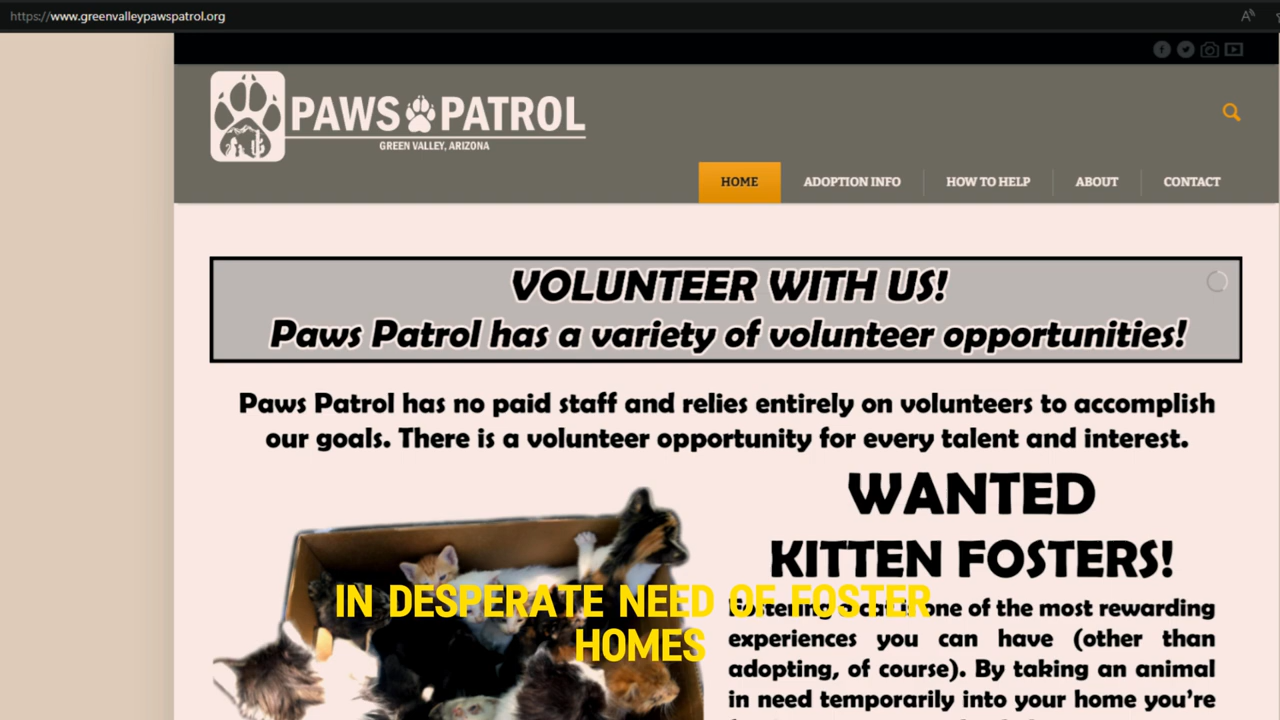 https://www.greenvalleypawspatrol.org
PAWS PATROL
GREEN VALLEY, ARIZONA
HOME ADOPTION INFO HOW TO HELP ABOUT CONTACT
VOLUNTEER WITH US!
Paws Patrol has a variety of volunteer opportunities!
Paws Patrol has no paid staff and relies entirely on volunteers to accomplish
our goals. There is a volunteer opportunity for every talent and interest.
WANTED
KITTEN FOSTERS!
IN DESPERATE NEED OF FOSTER
HOMES
Fostering a cat is one of the most rewarding
experiences you can have (other than
adopting, of course). By taking an animal
in need temporarily into your home you're